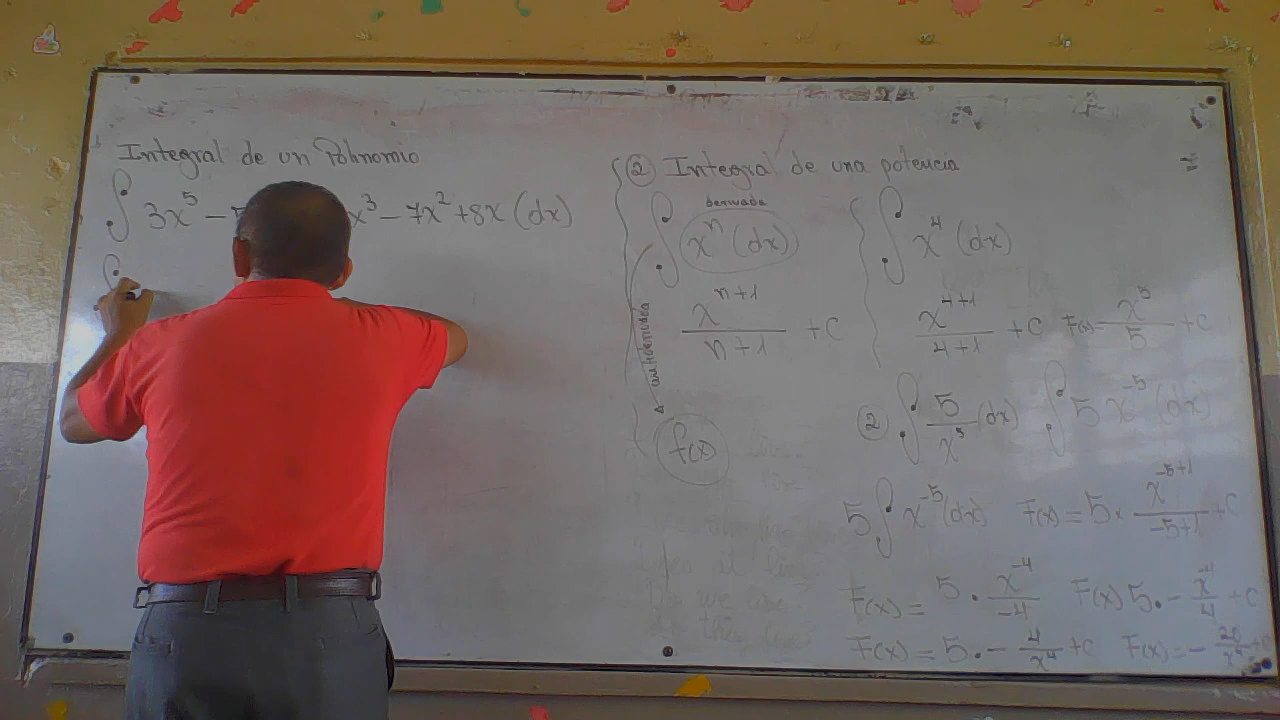 Integral de un Polinomio
∫ 3x⁵ − x³ − 7x² + 8x (dx)
∫
② Integral de una potencia
derivada
∫ xⁿ (dx)
xⁿ⁺¹/n+1 + C
antiderivada
f(x)
∫ x⁴ (dx)
x⁴⁺¹/4+1 + C F(x)= x⁵/5 + C
② ∫ 5/x⁵ (dx) ∫ 5 x⁻⁵ (dx)
5 ∫ x⁻⁵ (dx) F(x) = 5 · x⁻⁵⁺¹/−5+1 + C
F(x) = 5 · x⁻⁴/−4 F(x) 5 · − x⁻⁴/4 + C
F(x) = 5 · − 4/x⁴ + C F(x) = − 20/x⁴ + C